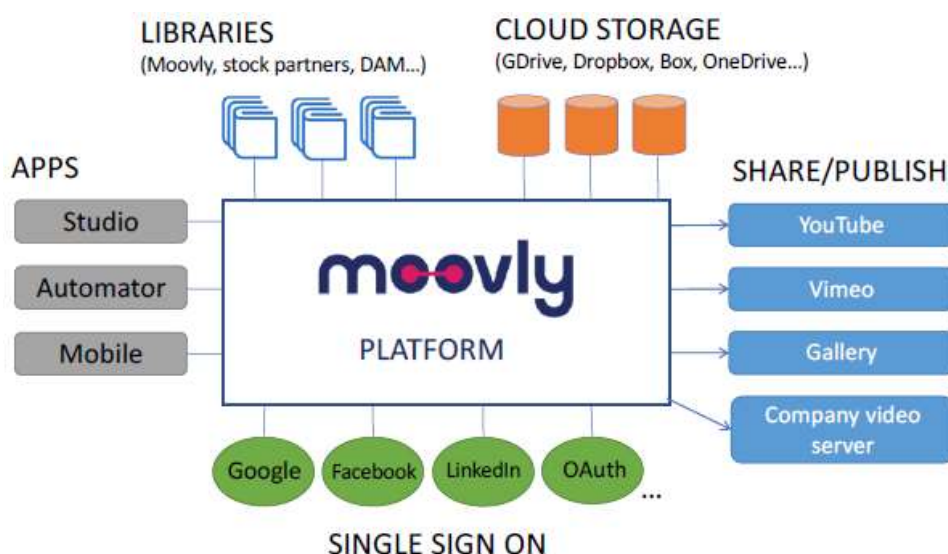 LIBRARIES
(Moovly, stock partners, DAM...)
CLOUD STORAGE
(GDrive, Dropbox, Box, OneDrive...)
APPS
Studio
Automator
Mobile
moovly
PLATFORM
SHARE/PUBLISH
YouTube
Vimeo
Gallery
Company video
server
Google
Facebook
LinkedIn
OAuth
...
SINGLE SIGN ON